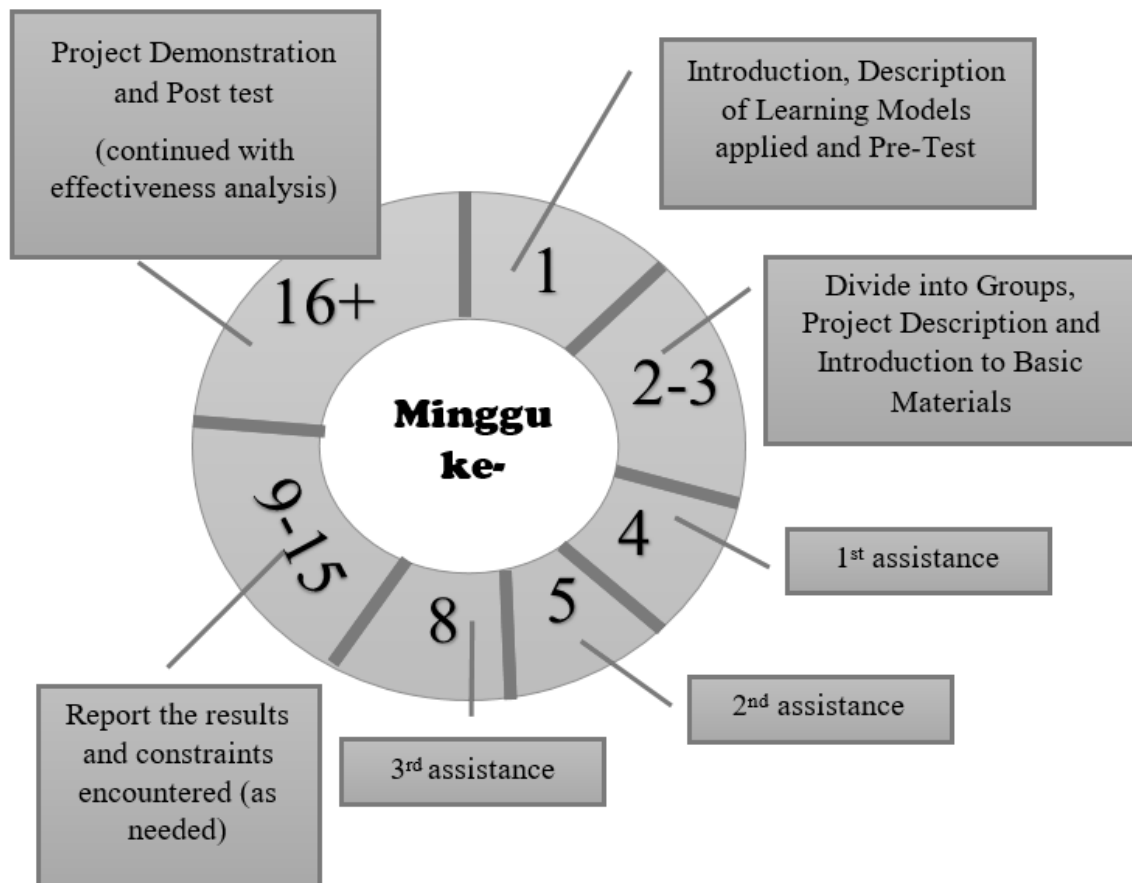 Project Demonstration
and Post test
(continued with
effectiveness analysis)
Introduction, Description
of Learning Models
applied and Pre-Test
Divide into Groups,
Project Description and
Introduction to Basic
Materials
1st assistance
2nd assistance
3rd assistance
Report the results
and constraints
encountered (as
needed)
16+
1
2-3
4
5
8
9-15
Minggu
ke-